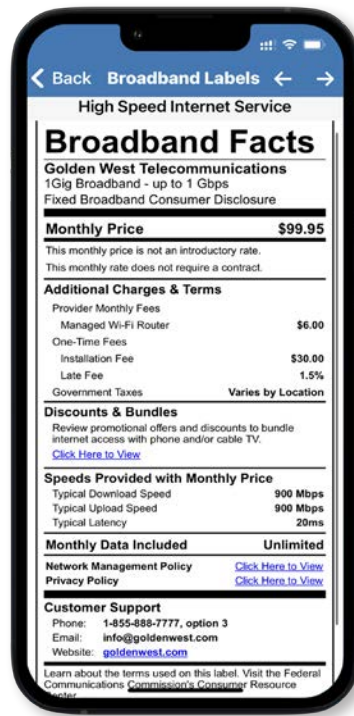 Back Broadband Labels
High Speed Internet Service
Broadband Facts
Golden West Telecommunications
1Gig Broadband - up to 1 Gbps
Fixed Broadband Consumer Disclosure
Monthly Price $99.95
This monthly price is not an introductory rate.
This monthly rate does not require a contract.
Additional Charges & Terms
Provider Monthly Fees
Managed Wi-Fi Router $6.00
One-Time Fees
Installation Fee $30.00
Late Fee 1.5%
Government Taxes Varies by Location
Discounts & Bundles
Review promotional offers and discounts to bundle
internet access with phone and/or cable TV.
Click Here to View
Speeds Provided with Monthly Price
Typical Download Speed 900 Mbps
Typical Upload Speed 900 Mbps
Typical Latency 20ms
Monthly Data Included Unlimited
Network Management Policy Click Here to View
Privacy Policy Click Here to View
Customer Support
Phone: 1-855-888-7777, option 3
Email: info@goldenwest.com
Website: goldenwest.com
Learn about the terms used on this label. Visit the Federal
Communications Commission's Consumer Resource
Center